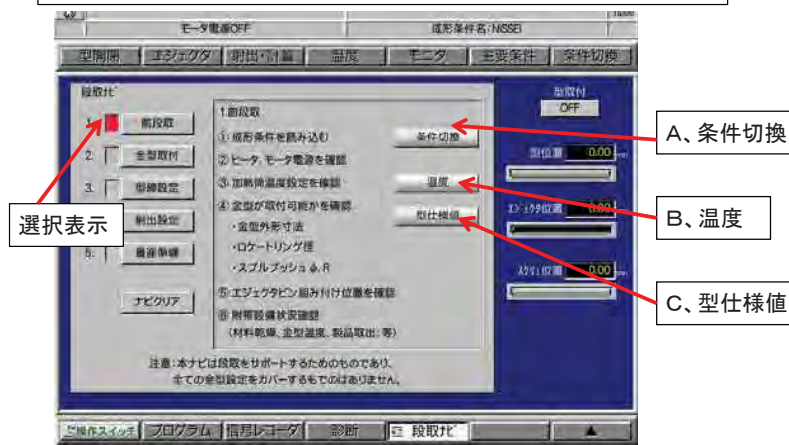 モータ電源OFF
成形条件名:NISSEI
型開閉 エジェクタ 射出・計量 温度 モニタ 主要条件 条件切換
段取ナビ
1. 前段取
2. 金型取付
3. 型締設定
射出設定
5. 量産準備
ナビクリア
1.前段取
①成形条件を読み込む
②ヒータ、モータ電源を確認
③加熱筒温度設定を確認
④金型が取付可能かを確認
・金型外形寸法
・ロケートリング径
・スプルブッシュφ、R
⑤エジェクタピン組み付け位置を確認
⑥附帯設備状況確認
(材料乾燥、金型温度、製品取出:等)
条件切換
温度
型仕様値
注意:本ナビは段取をサポートするためのものであり、
全ての金型設定をカバーするもでのはありません。
型取付
OFF
型位置 0.00 mm
エジェクタ位置 0.00 mm
スクリュ位置 0.00 mm
選択表示
A、条件切換
B、温度
C、型仕様値
ご操作スイッチ プログラム 信号レコーダ 診断 段取ナビ ▲